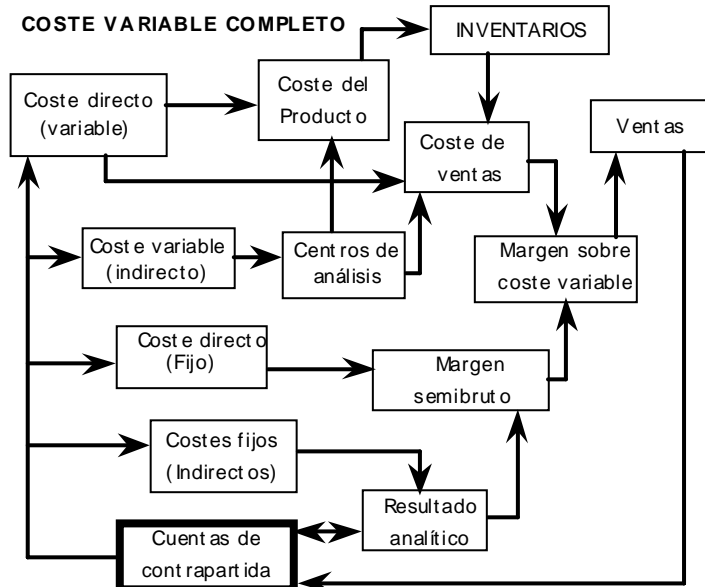 COSTE VARIABLE COMPLETO
INVENTARIOS
Coste directo
(variable)
Coste del
Producto
Coste de
ventas
Ventas
Coste variable
(indirecto)
Centros de
análisis
Margen sobre
coste variable
Coste directo
(Fijo)
Margen
semibruto
Costes fijos
(Indirectos)
Resultado
analítico
Cuentas de
contrapartida